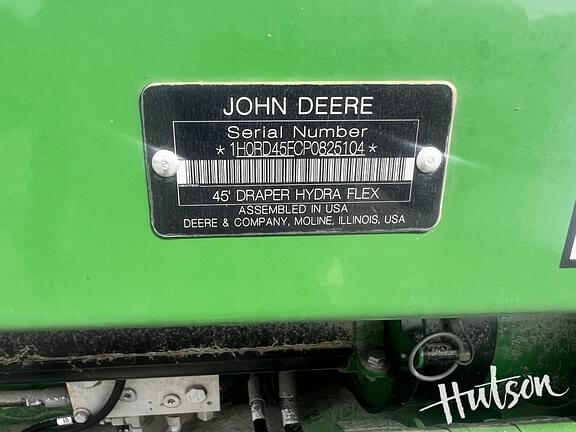 JOHN DEERE
Serial Number
* 1H0RD45FCP0825104 *
45' DRAPER HYDRA FLEX
ASSEMBLED IN USA
DEERE & COMPANY, MOLINE, ILLINOIS, USA
Hutson